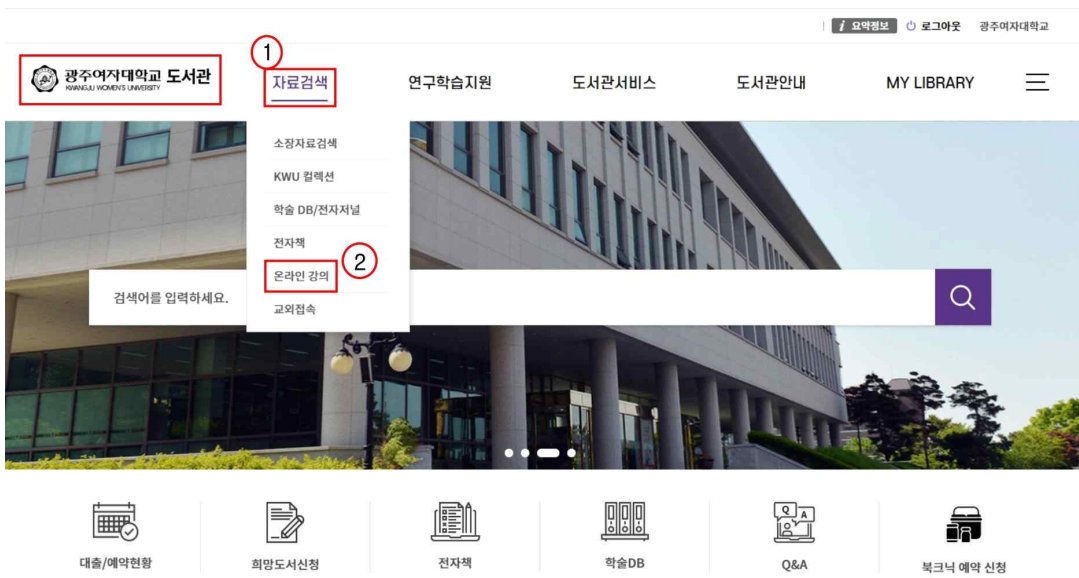 i 요약정보 로그아웃 광주여자대학교
①
광주여자대학교 도서관
KWANGJU WOMEN'S UNIVERSITY
자료검색 연구학습지원 도서관서비스 도서관안내 MY LIBRARY
소장자료검색
KWU 컬렉션
학술 DB/전자저널
전자책
②
온라인 강의
검색어를 입력하세요.
교외접속
Q A
대출/예약현황 희망도서신청 전자책 학술DB Q&A 북크닉 예약 신청